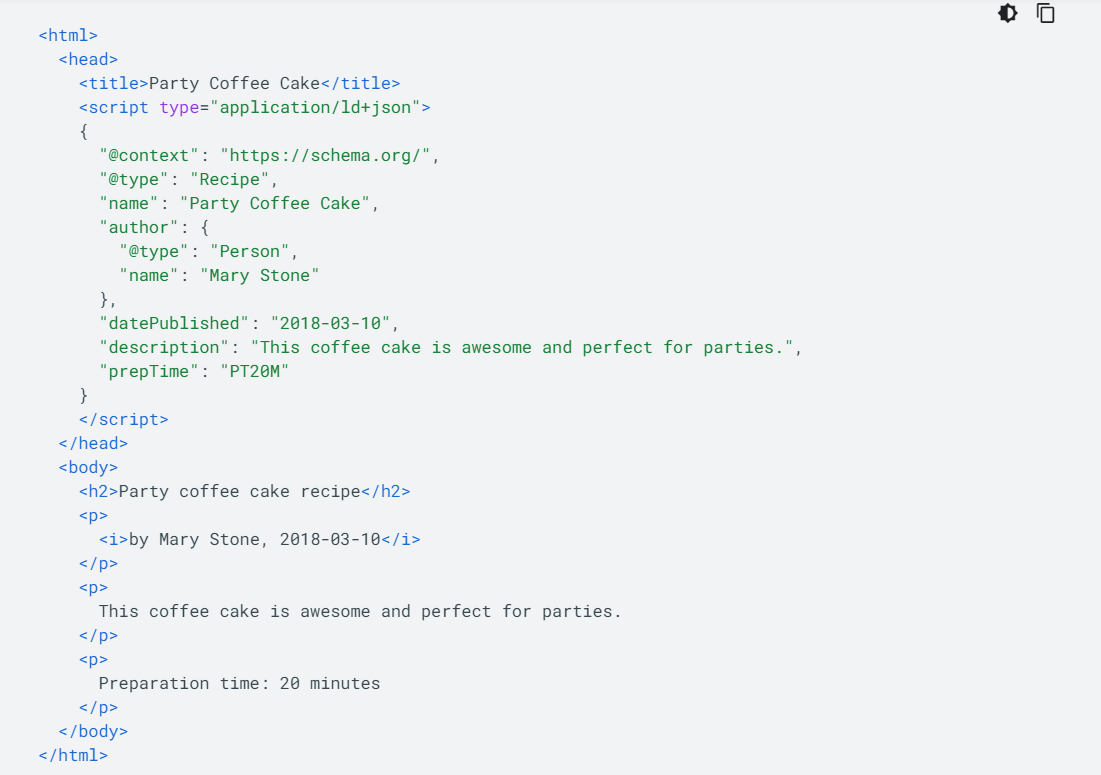 <html>
<head>
<title>Party Coffee Cake</title>
<script type="application/ld+json">
{
"@context": "https://schema.org/",
"@type": "Recipe",
"name": "Party Coffee Cake",
"author": {
"@type": "Person",
"name": "Mary Stone"
},
"datePublished": "2018-03-10",
"description": "This coffee cake is awesome and perfect for parties.",
"prepTime": "PT20M"
}
</script>
</head>
<body>
<h2>Party coffee cake recipe</h2>
<p>
<i>by Mary Stone, 2018-03-10</i>
</p>
<p>
This coffee cake is awesome and perfect for parties.
</p>
<p>
Preparation time: 20 minutes
</p>
</body>
</html>